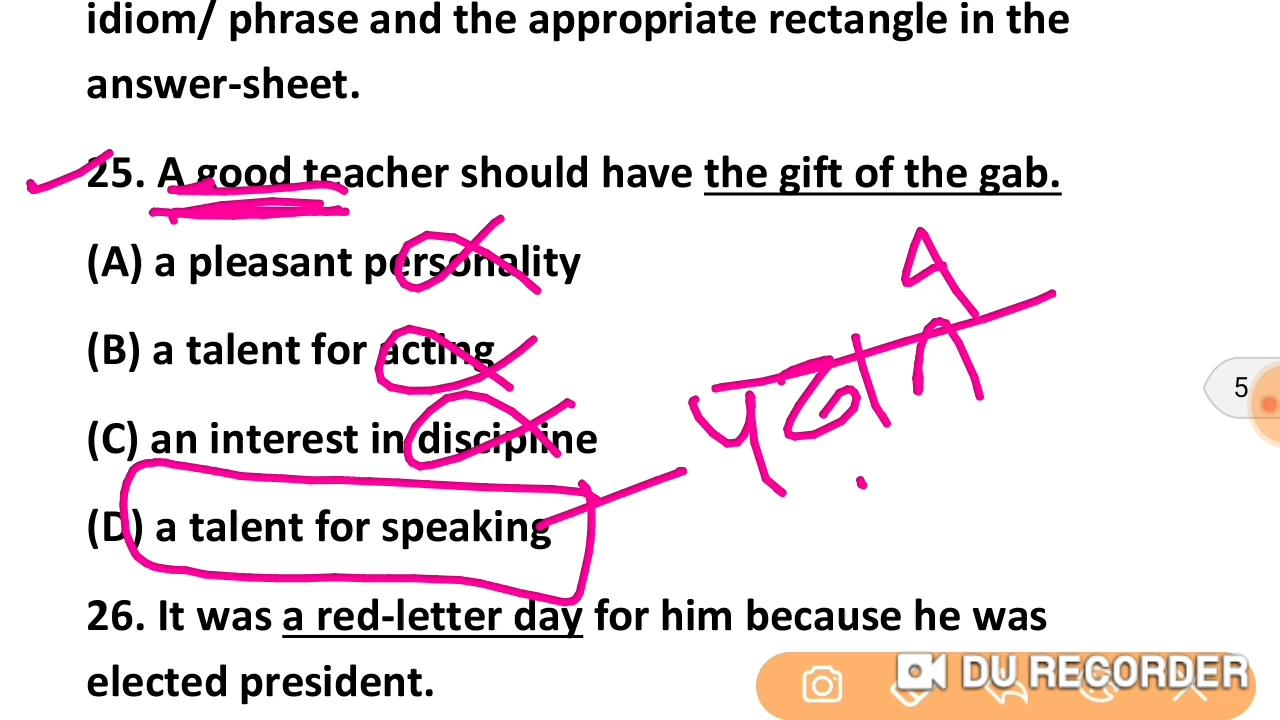 idiom/ phrase and the appropriate rectangle in the
answer-sheet.
25. A good teacher should have the gift of the gab.
(A) a pleasant personality
(B) a talent for acting
(C) an interest in discipline
(D) a talent for speaking
5
26. It was a red-letter day for him because he was
elected president.
DU RECORDER